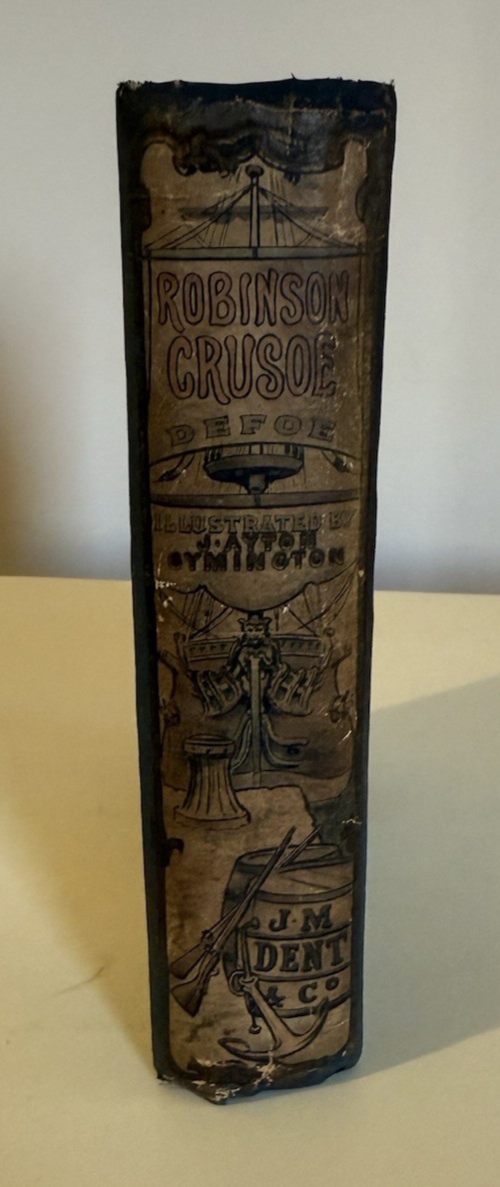 ROBINSON
CRUSOE
DEFOE
ILLUSTRATED BY
J·AYTON
SYMINGTON
J·M
DENT
& Co